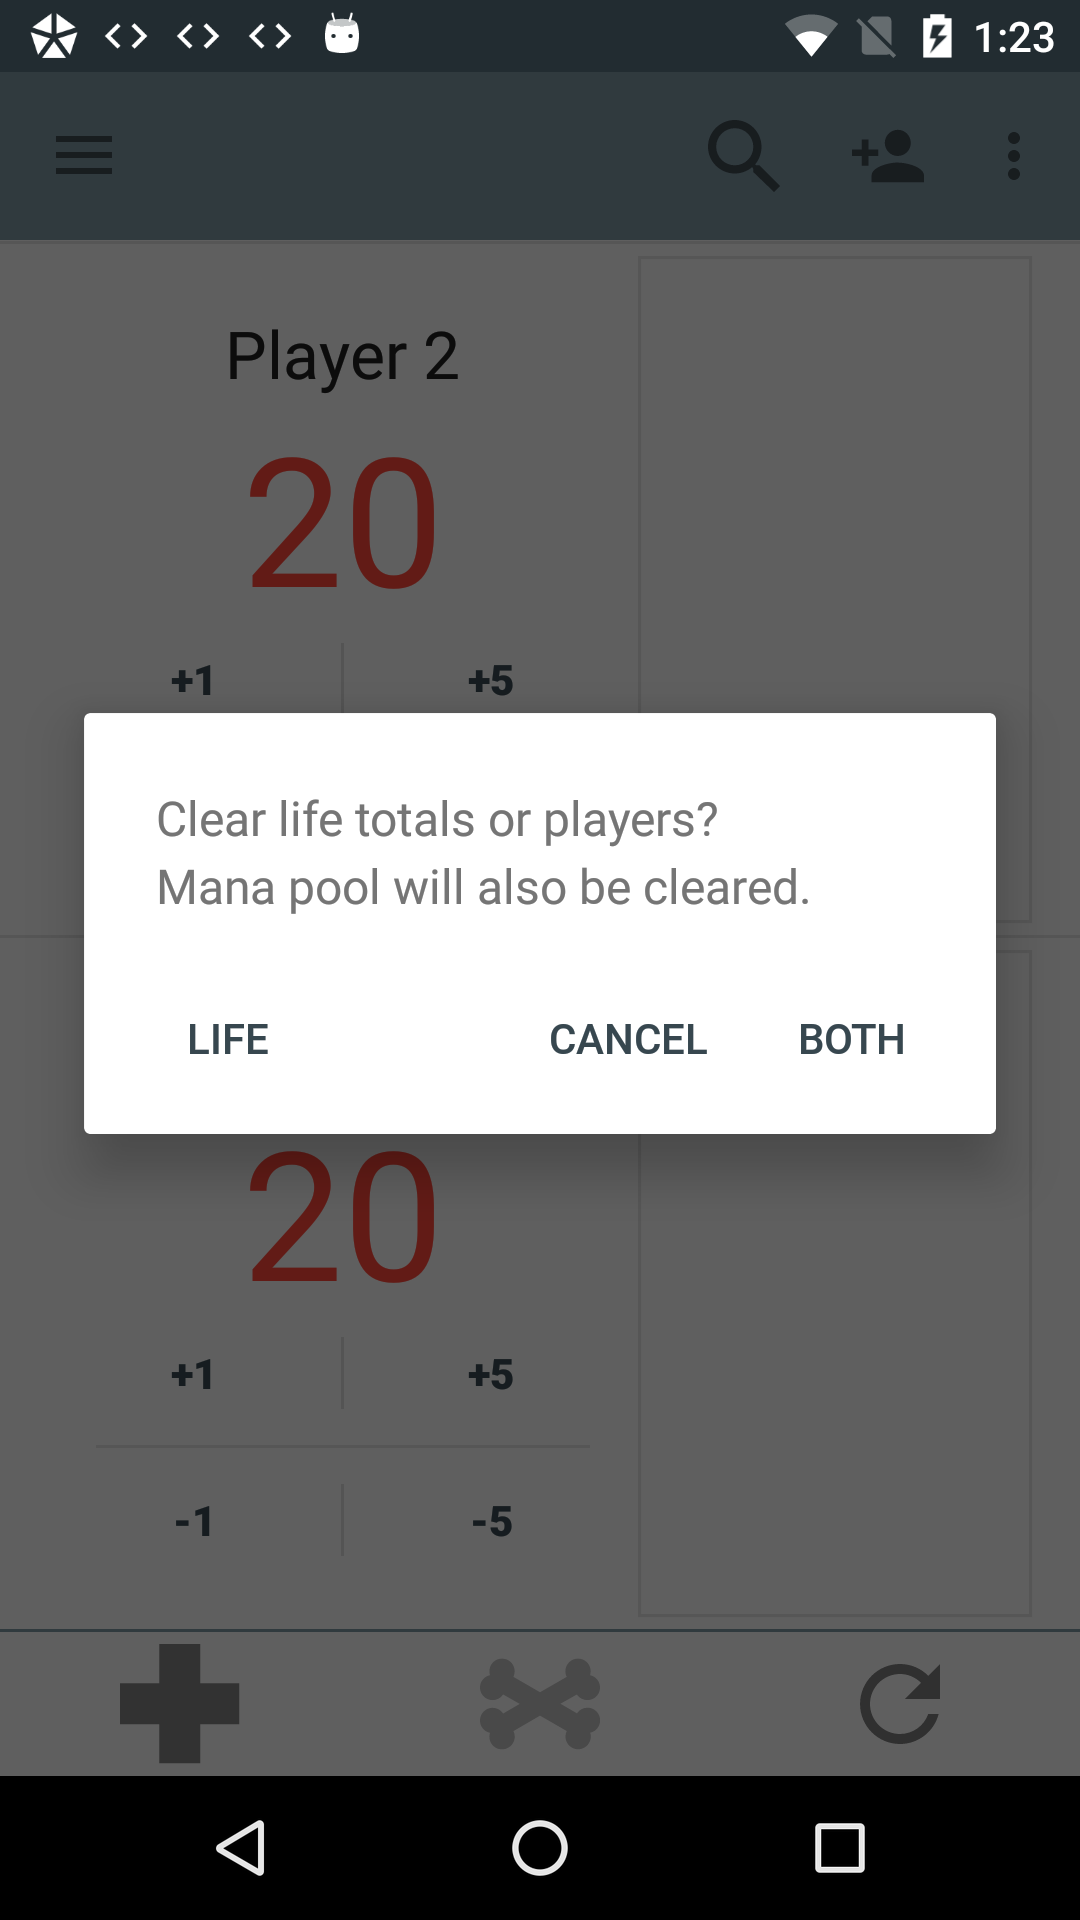 1:23
Player 2
20
+1 +5
Clear life totals or players?
Mana pool will also be cleared.
LIFE CANCEL BOTH
20
+1 +5
-1 -5